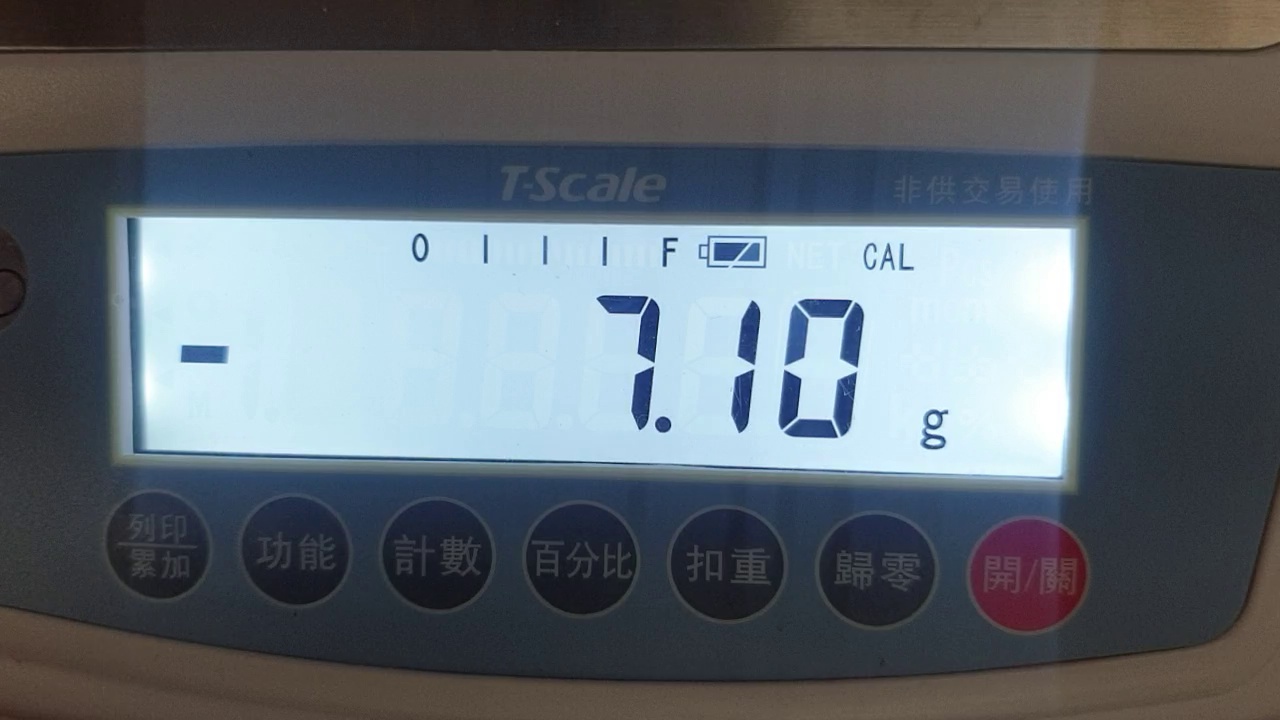 T-Scale
非供交易使用
0 | | | F CAL
- 7.10 g
列印 功能 計數 百分比 扣重 歸零 開/關
累加